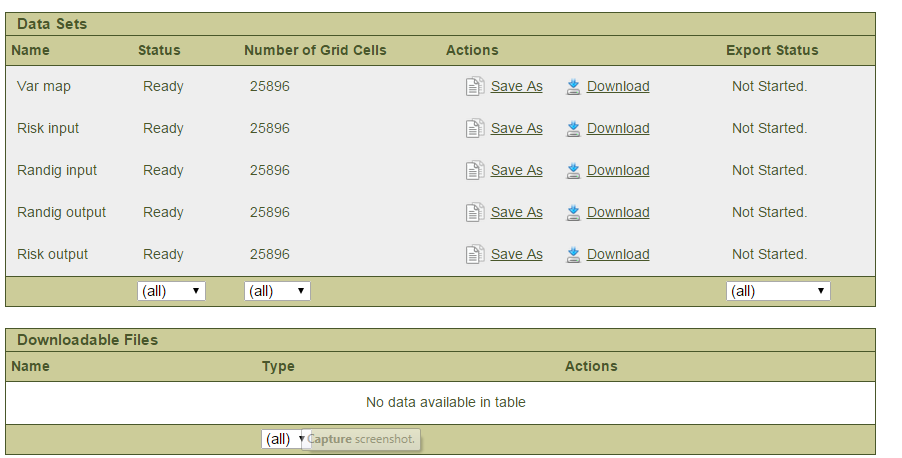 Data Sets
Name Status Number of Grid Cells Actions Export Status
Var map Ready 25896 Save As Download Not Started.
Risk input Ready 25896 Save As Download Not Started.
Randig input Ready 25896 Save As Download Not Started.
Randig output Ready 25896 Save As Download Not Started.
Risk output Ready 25896 Save As Download Not Started.
(all) (all) (all)
Downloadable Files
Name Type Actions
No data available in table
(all) Capture screenshot.